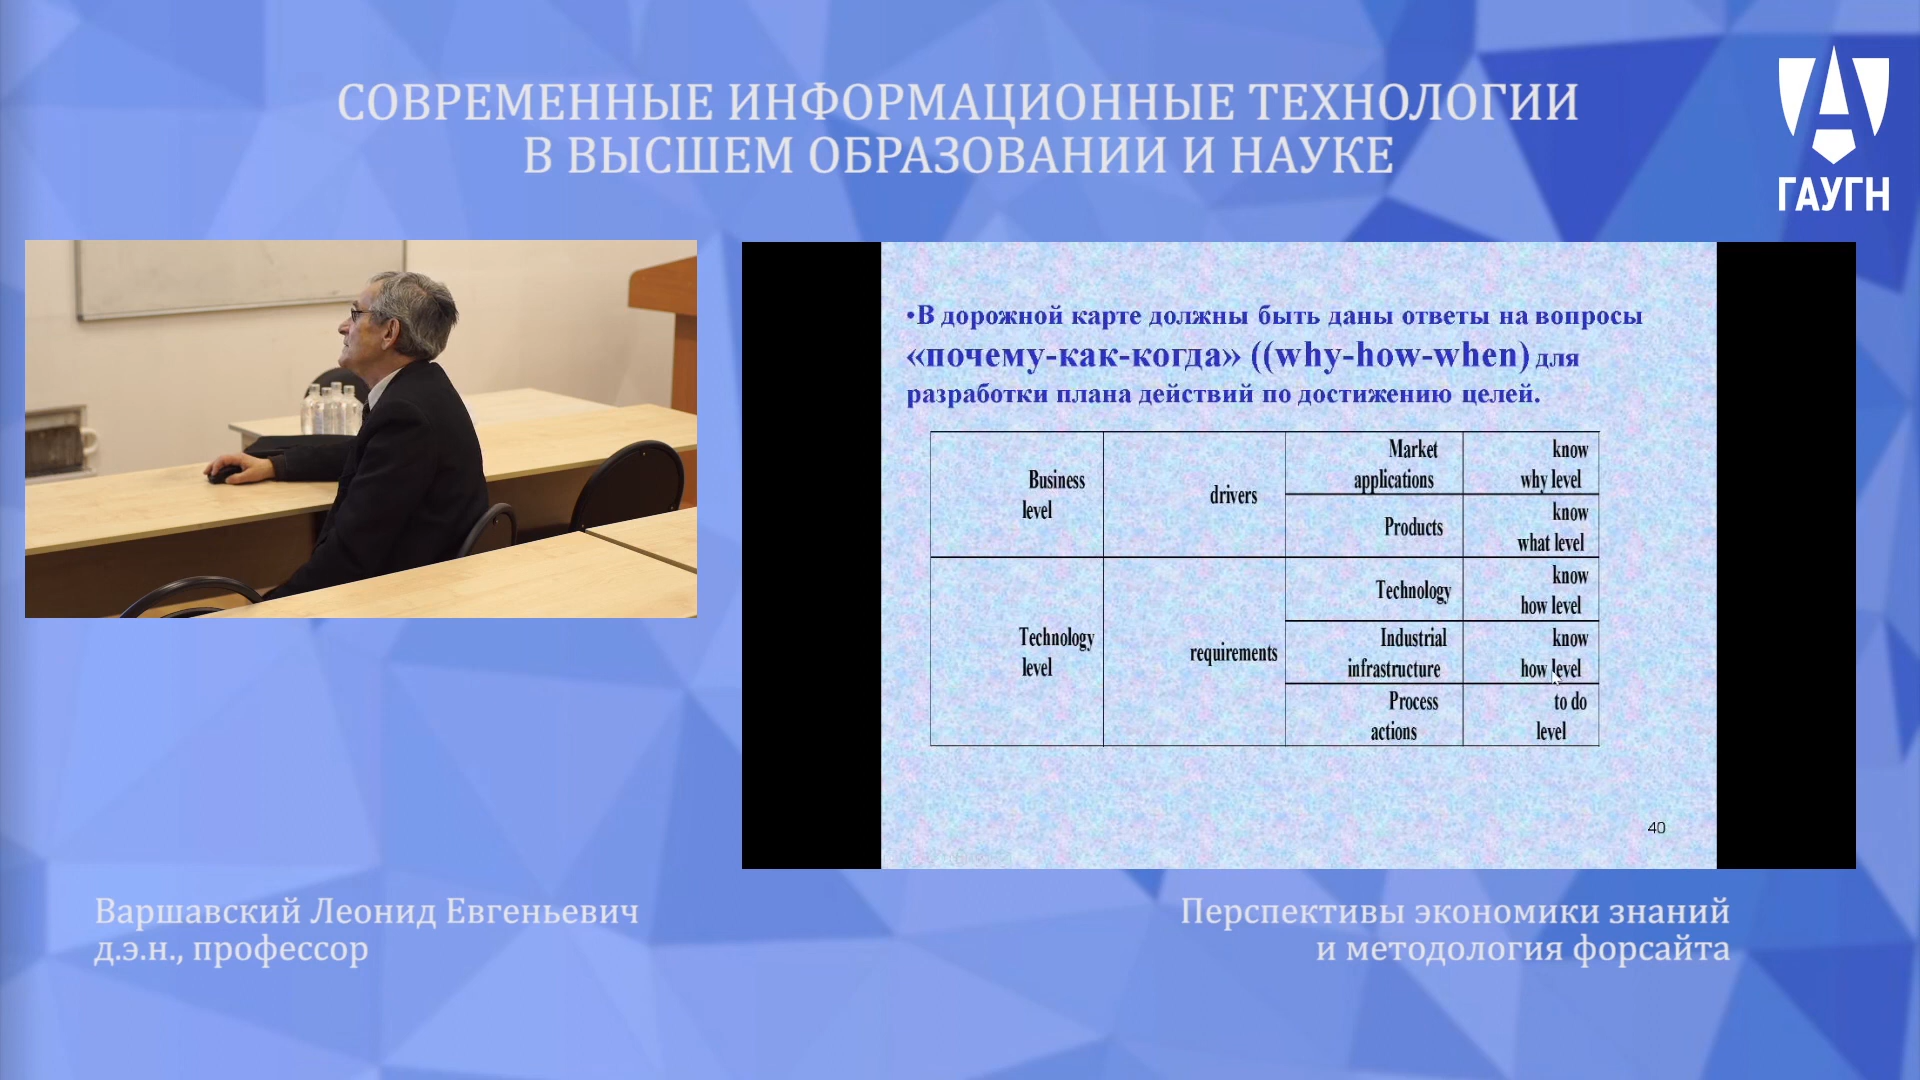 СОВРЕМЕННЫЕ ИНФОРМАЦИОННЫЕ ТЕХНОЛОГИИ
В ВЫСШЕМ ОБРАЗОВАНИИ И НАУКЕ
ГАУГН
•В дорожной карте должны быть даны ответы на вопросы
«почему-как-когда» ((why-how-when) для
разработки плана действий по достижению целей.
Business
level
drivers
Market
applications
know
why level
Products
know
what level
Technology
level
requirements
Technology
know
how level
Industrial
infrastructure
know
how level
Process
actions
to do
level
40
Варшавский Леонид Евгеньевич
д.э.н., профессор
Перспективы экономики знаний
и методология форсайта